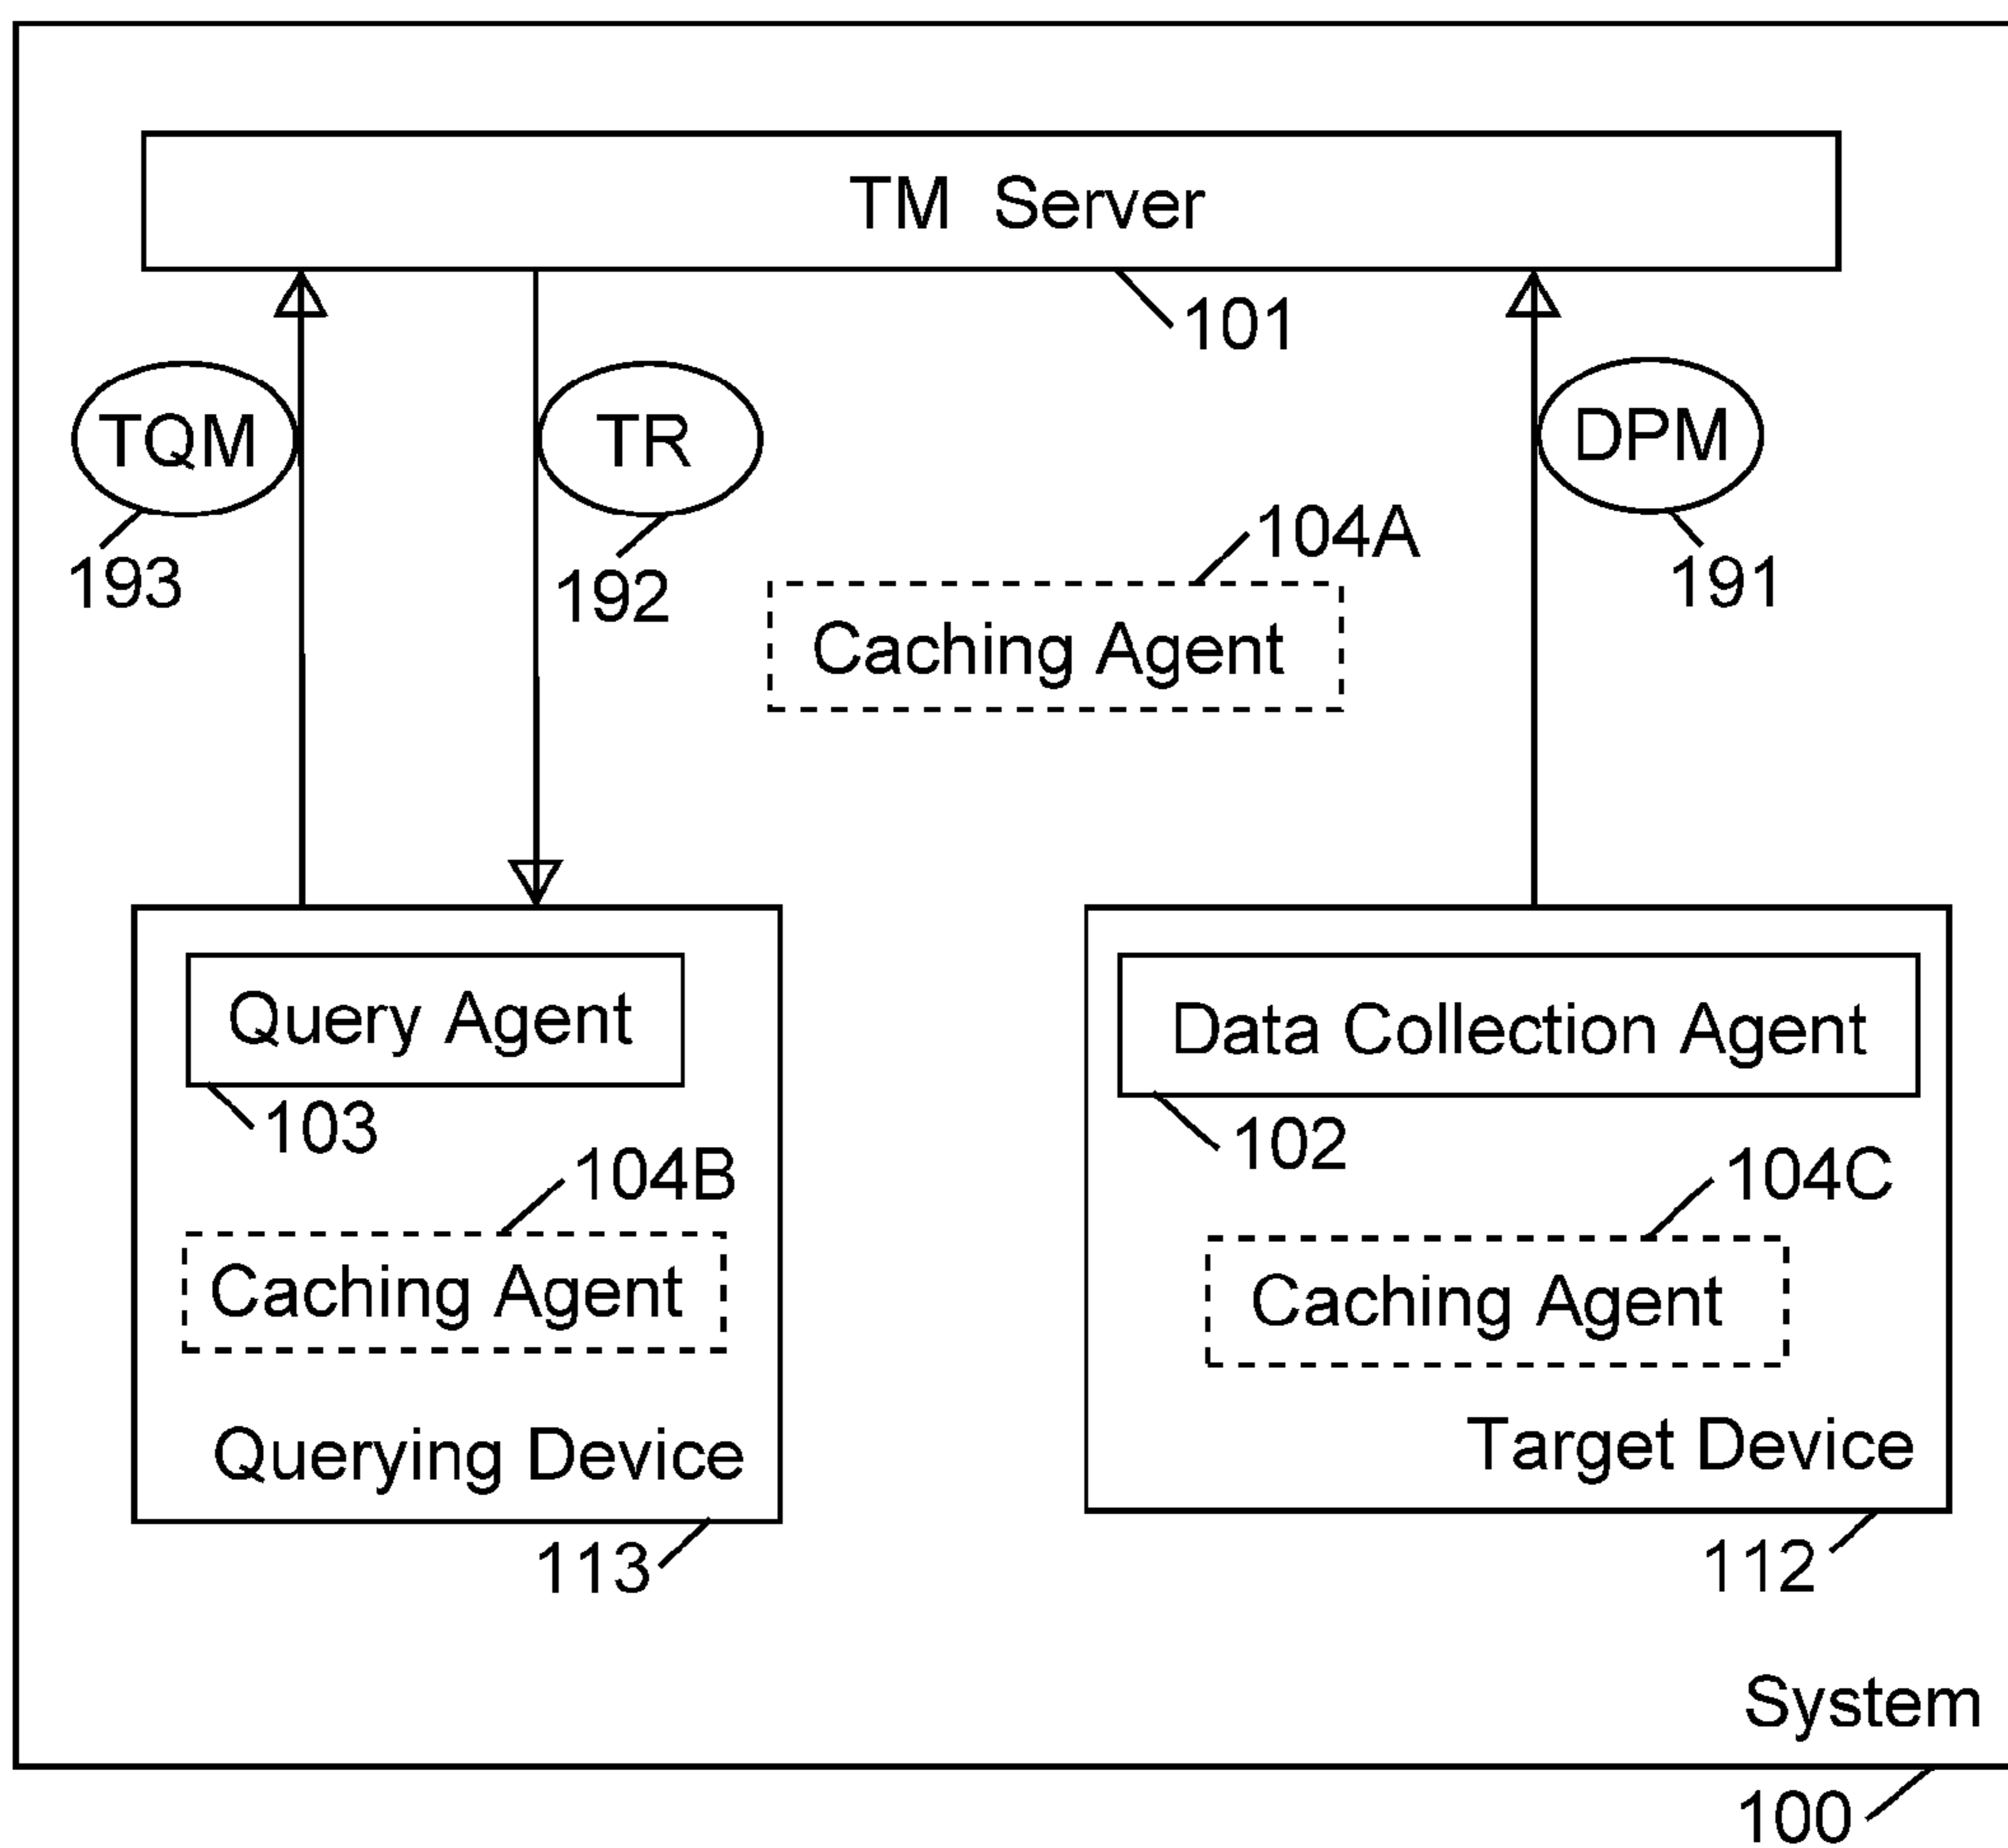 TM Server
101
TQM
TR
DPM
193
192
191
104A
Caching Agent
Query Agent
103
104B
Caching Agent
Querying Device
113
Data Collection Agent
102
104C
Caching Agent
Target Device
112
System
100